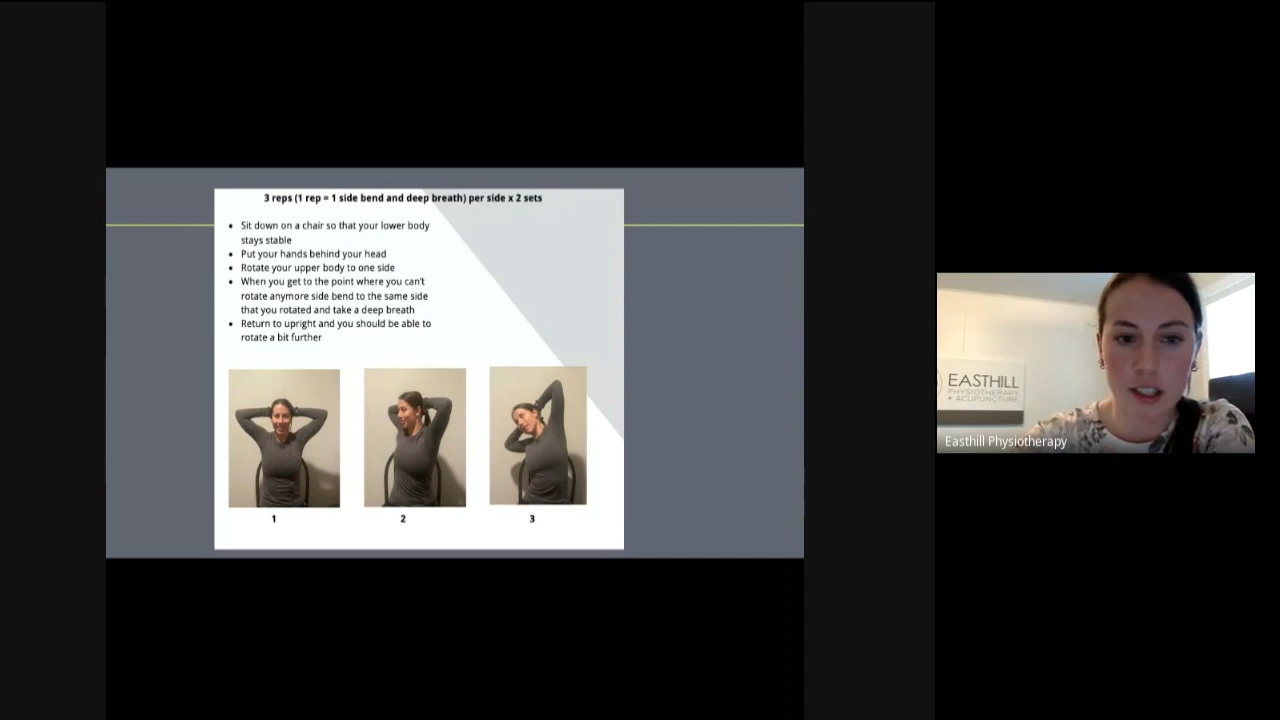 3 reps (1 rep = 1 side bend and deep breath) per side x 2 sets
• Sit down on a chair so that your lower body
stays stable
• Put your hands behind your head
• Rotate your upper body to one side
• When you get to the point where you can't
rotate anymore side bend to the same side
that you rotated and take a deep breath
• Return to upright and you should be able to
rotate a bit further
1
2
3
EASTHILL
PHYSIOTHERAPY
+ ACUPUNCTURE
Easthill Physiotherapy